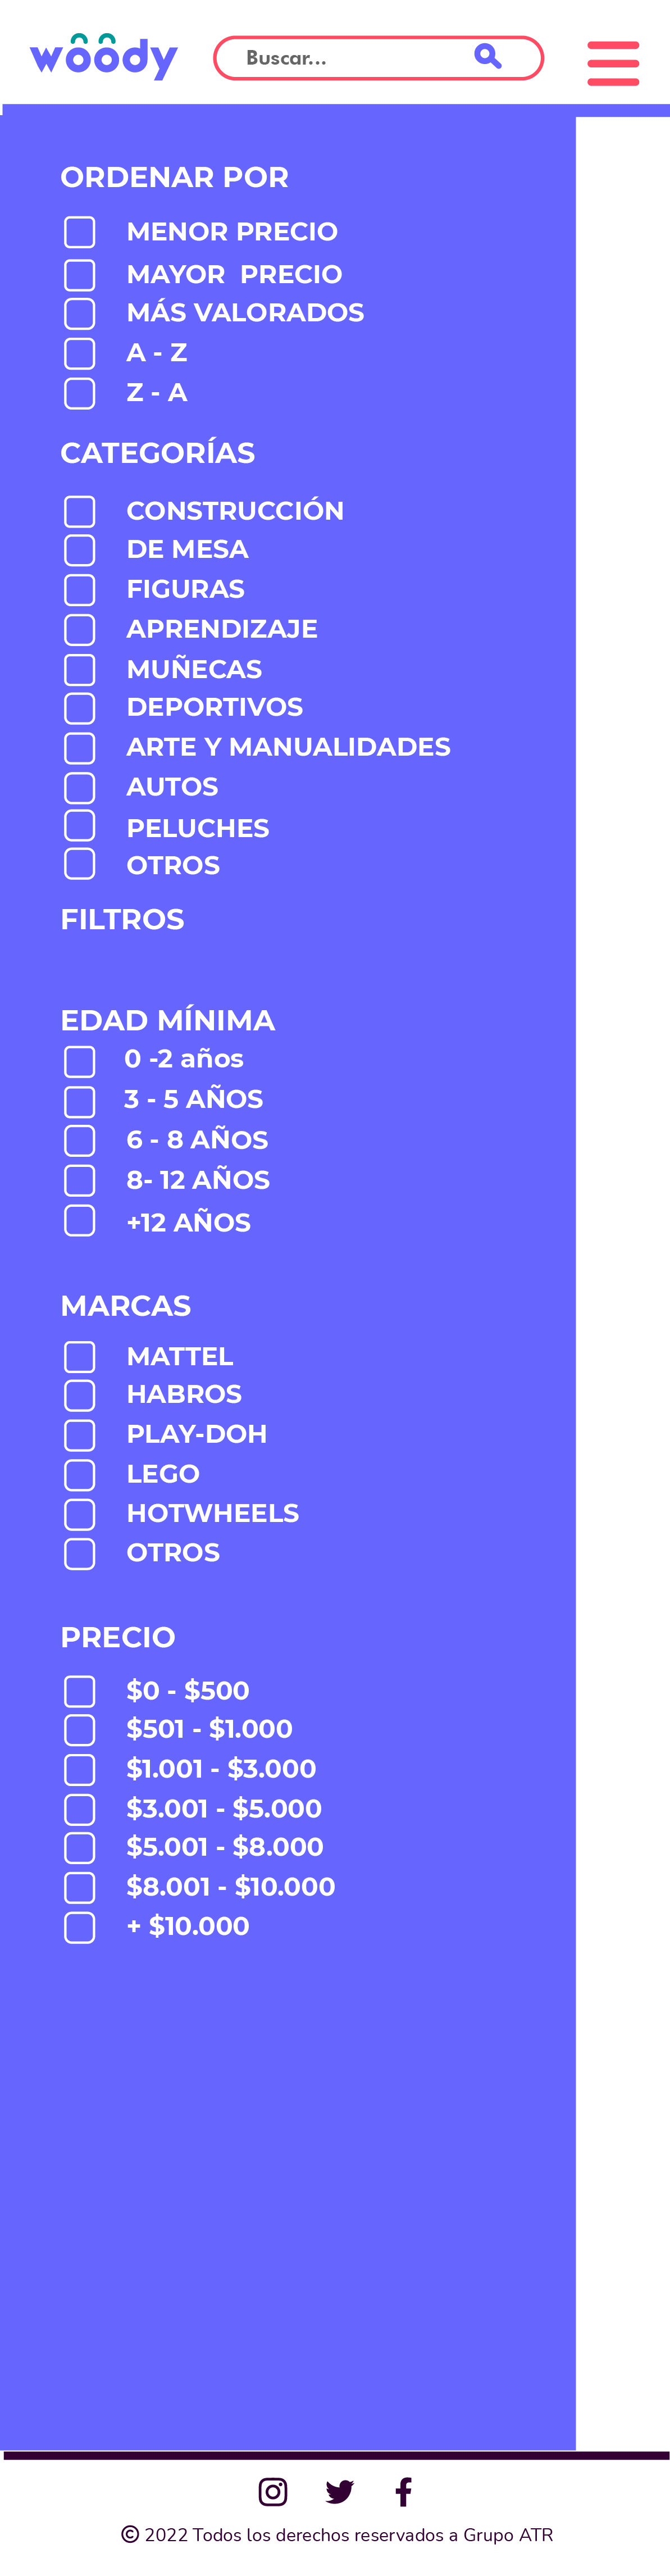 woody
Buscar...
ORDENAR POR
MENOR PRECIO
MAYOR PRECIO
MÁS VALORADOS
A - Z
Z - A
CATEGORÍAS
CONSTRUCCIÓN
DE MESA
FIGURAS
APRENDIZAJE
MUÑECAS
DEPORTIVOS
ARTE Y MANUALIDADES
AUTOS
PELUCHES
OTROS
FILTROS
EDAD MÍNIMA
0 -2 años
3 - 5 AÑOS
6 - 8 AÑOS
8- 12 AÑOS
+12 AÑOS
MARCAS
MATTEL
HABROS
PLAY-DOH
LEGO
HOTWHEELS
OTROS
PRECIO
$0 - $500
$501 - $1.000
$1.001 - $3.000
$3.001 - $5.000
$5.001 - $8.000
$8.001 - $10.000
+ $10.000
© 2022 Todos los derechos reservados a Grupo ATR